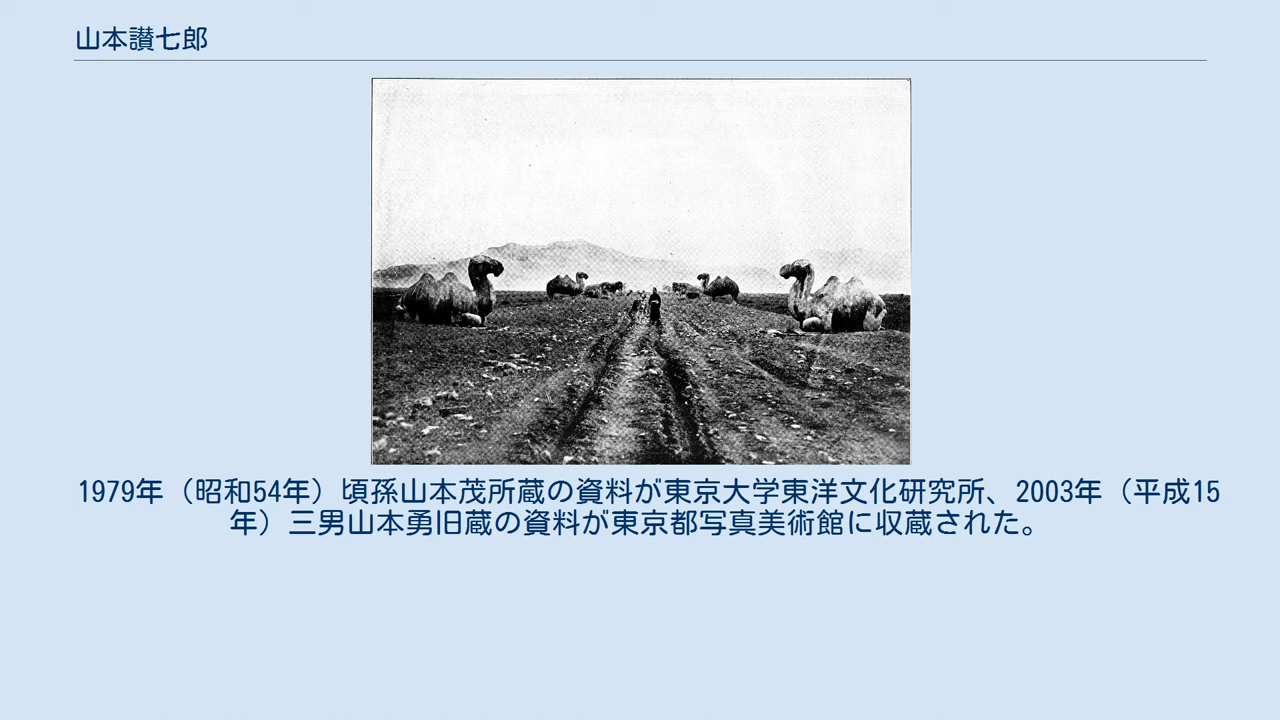 山本讃七郎
1979年（昭和54年）頃孫山本茂所蔵の資料が東京大学東洋文化研究所、2003年（平成15
年）三男山本勇旧蔵の資料が東京都写真美術館に収蔵された。